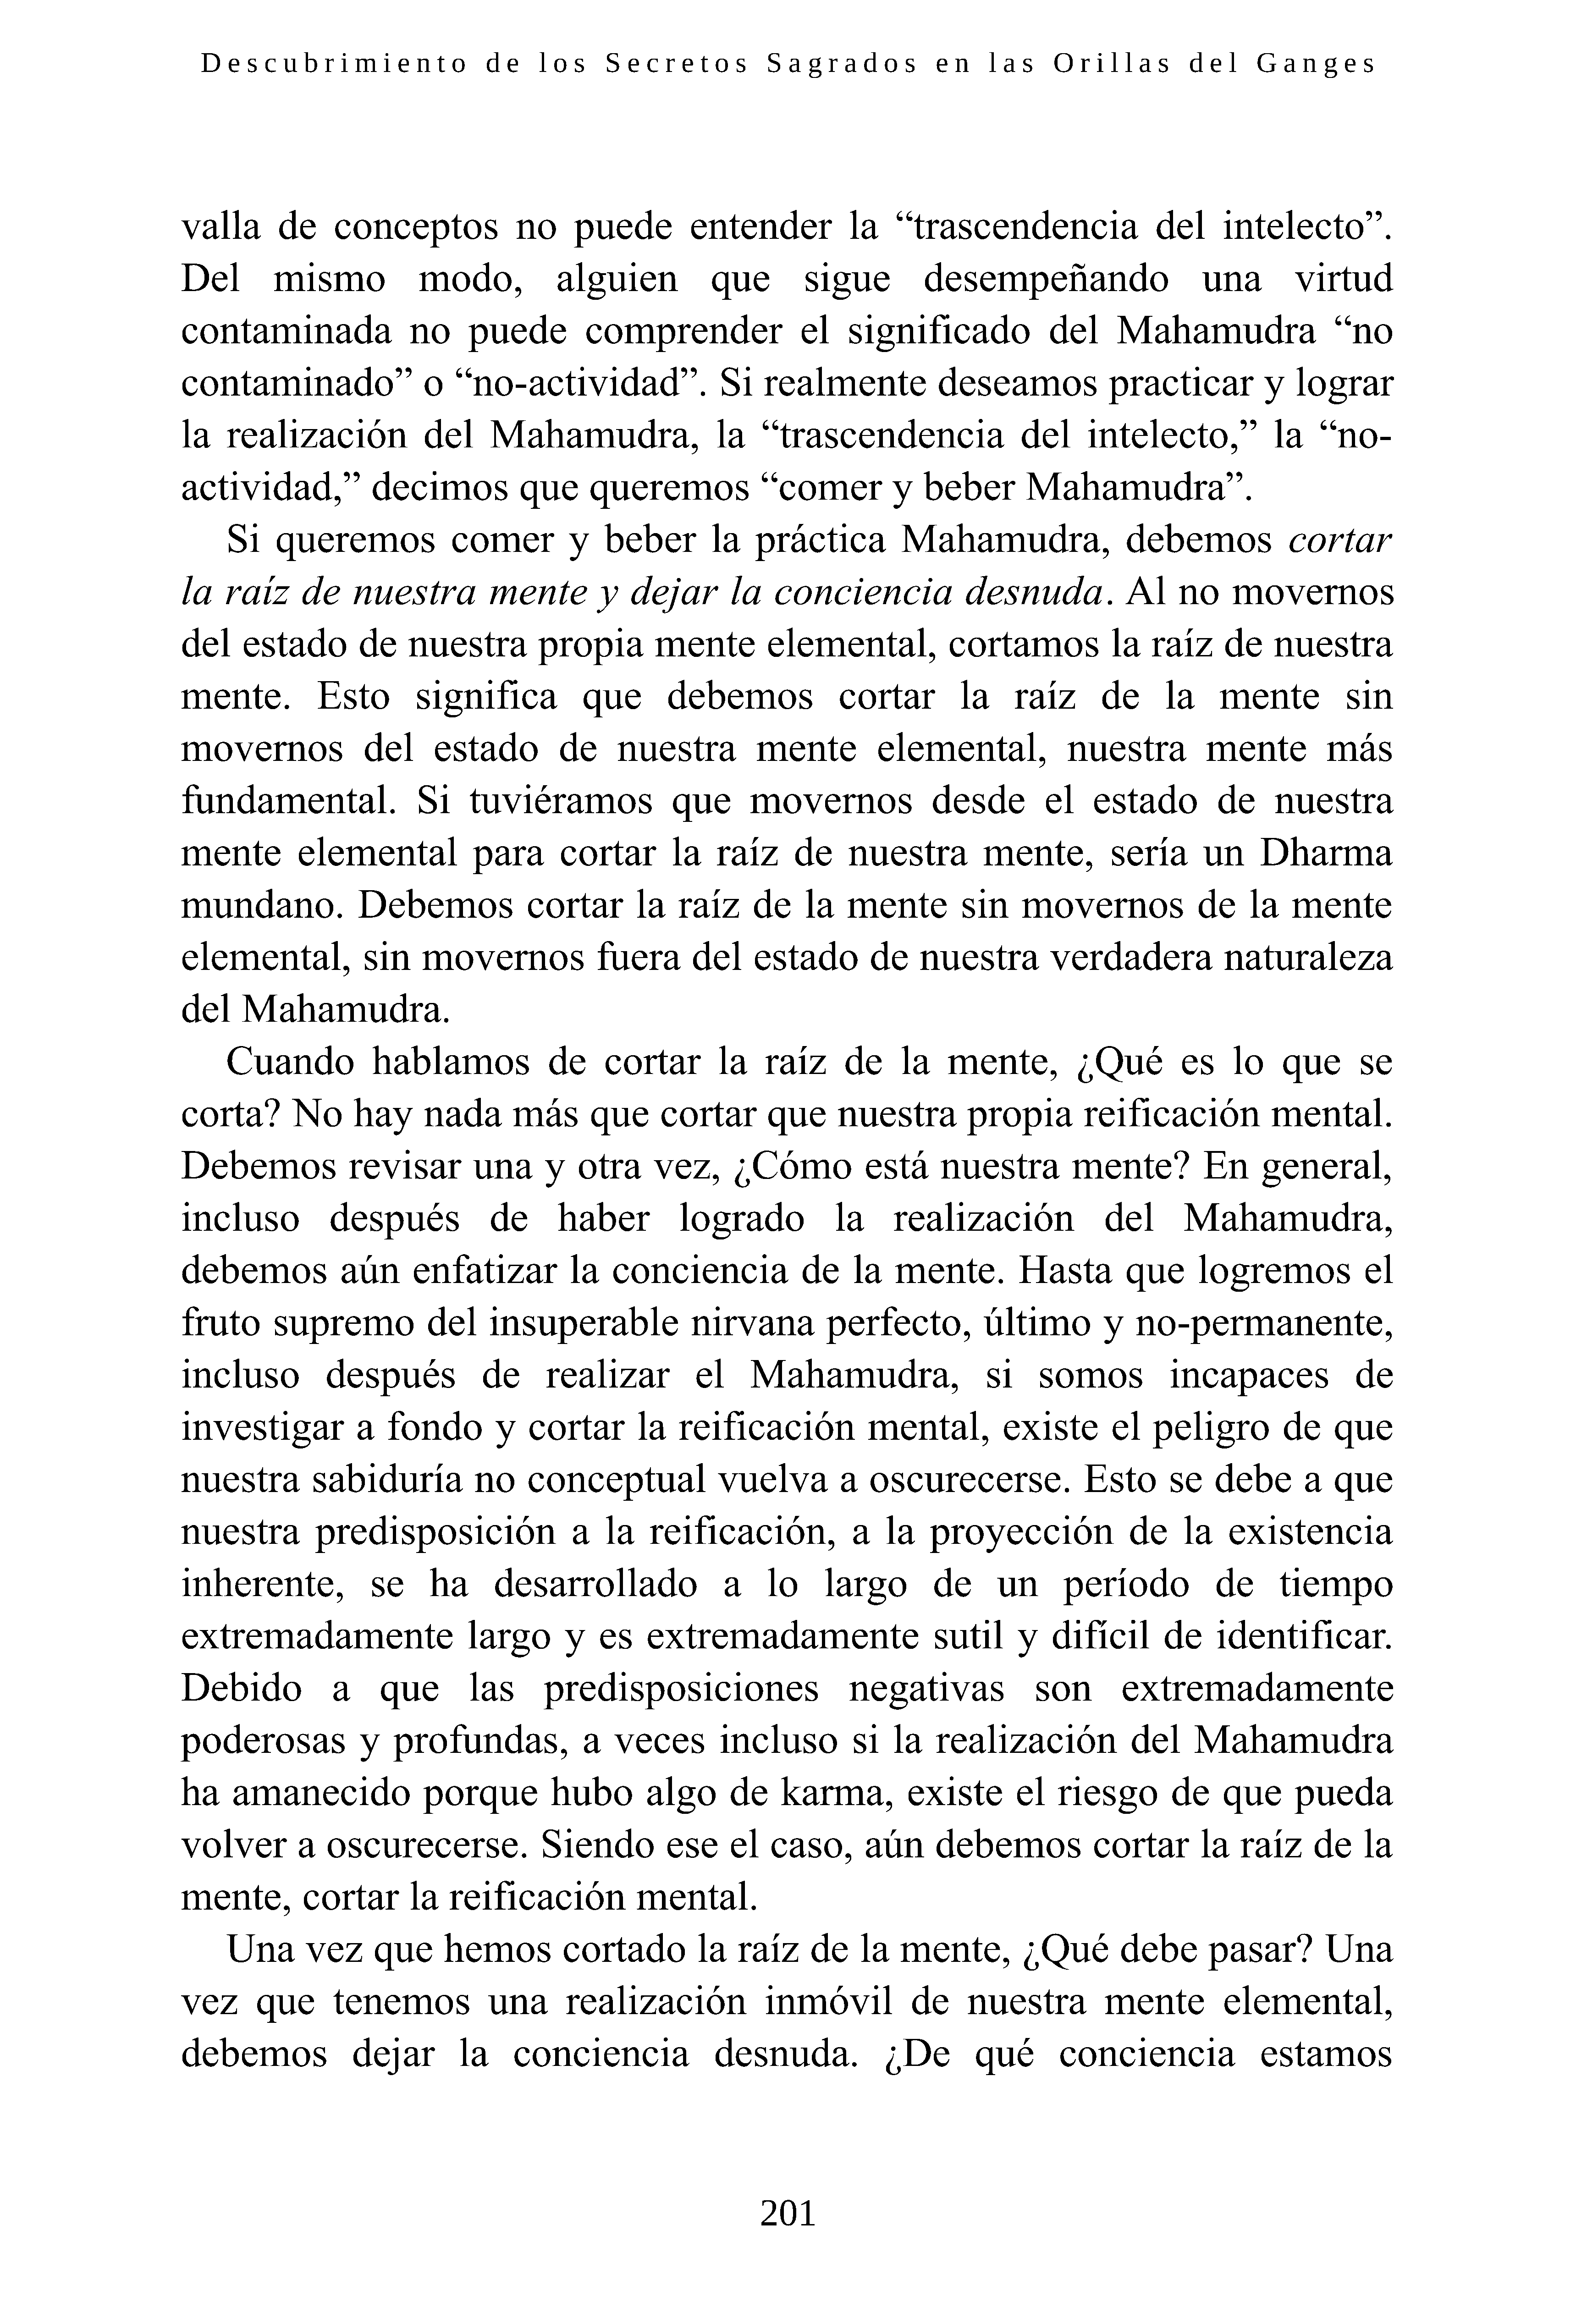 Descubrimiento de los Secretos Sagrados en las Orillas del Ganges
valla de conceptos no puede entender la “trascendencia del intelecto”.
Del mismo modo, alguien que sigue desempeñando una virtud
contaminada no puede comprender el significado del Mahamudra “no
contaminado” o “no-actividad”. Si realmente deseamos practicar y lograr
la realización del Mahamudra, la “trascendencia del intelecto,” la “no-
actividad,” decimos que queremos “comer y beber Mahamudra”.
Si queremos comer y beber la práctica Mahamudra, debemos cortar
la raíz de nuestra mente y dejar la conciencia desnuda. Al no movernos
del estado de nuestra propia mente elemental, cortamos la raíz de nuestra
mente. Esto significa que debemos cortar la raíz de la mente sin
movernos del estado de nuestra mente elemental, nuestra mente más
fundamental. Si tuviéramos que movernos desde el estado de nuestra
mente elemental para cortar la raíz de nuestra mente, sería un Dharma
mundano. Debemos cortar la raíz de la mente sin movernos de la mente
elemental, sin movernos fuera del estado de nuestra verdadera naturaleza
del Mahamudra.
Cuando hablamos de cortar la raíz de la mente, ¿Qué es lo que se
corta? No hay nada más que cortar que nuestra propia reificación mental.
Debemos revisar una y otra vez, ¿Cómo está nuestra mente? En general,
incluso después de haber logrado la realización del Mahamudra,
debemos aún enfatizar la conciencia de la mente. Hasta que logremos el
fruto supremo del insuperable nirvana perfecto, último y no-permanente,
incluso después de realizar el Mahamudra, si somos incapaces de
investigar a fondo y cortar la reificación mental, existe el peligro de que
nuestra sabiduría no conceptual vuelva a oscurecerse. Esto se debe a que
nuestra predisposición a la reificación, a la proyección de la existencia
inherente, se ha desarrollado a lo largo de un período de tiempo
extremadamente largo y es extremadamente sutil y difícil de identificar.
Debido a que las predisposiciones negativas son extremadamente
poderosas y profundas, a veces incluso si la realización del Mahamudra
ha amanecido porque hubo algo de karma, existe el riesgo de que pueda
volver a oscurecerse. Siendo ese el caso, aún debemos cortar la raíz de la
mente, cortar la reificación mental.
Una vez que hemos cortado la raíz de la mente, ¿Qué debe pasar? Una
vez que tenemos una realización inmóvil de nuestra mente elemental,
debemos dejar la conciencia desnuda. ¿De qué conciencia estamos
201